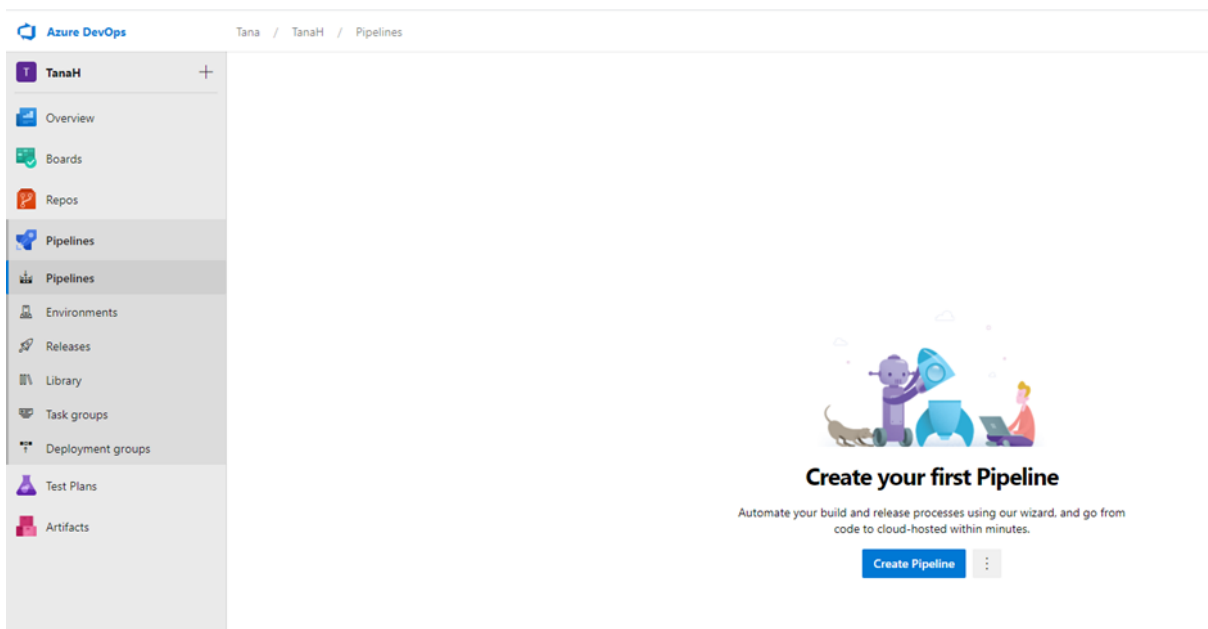 Azure DevOps
Tana / TanaH / Pipelines
T TanaH
Overview
Boards
Repos
Pipelines
Pipelines
Environments
Releases
Library
Task groups
Deployment groups
Test Plans
Artifacts
Create your first Pipeline
Automate your build and release processes using our wizard, and go from
code to cloud-hosted within minutes.
Create Pipeline